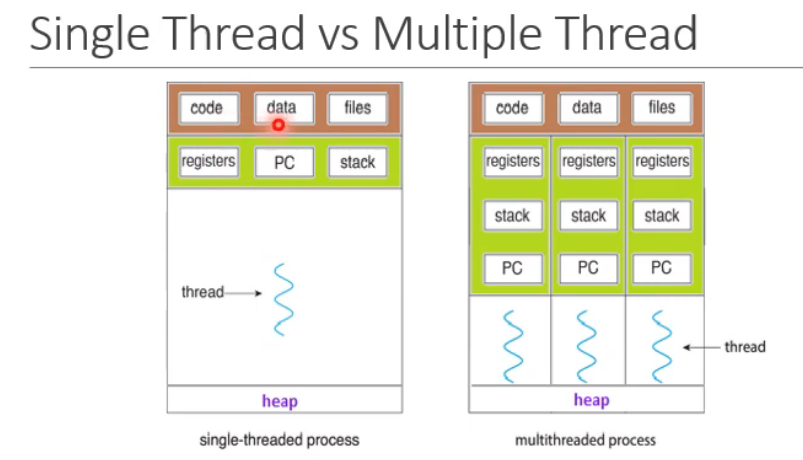 Single Thread vs Multiple Thread
code data files
registers PC stack
thread
heap
single-threaded process
code data files
registers registers registers
stack stack stack
PC PC PC
thread
heap
multithreaded process